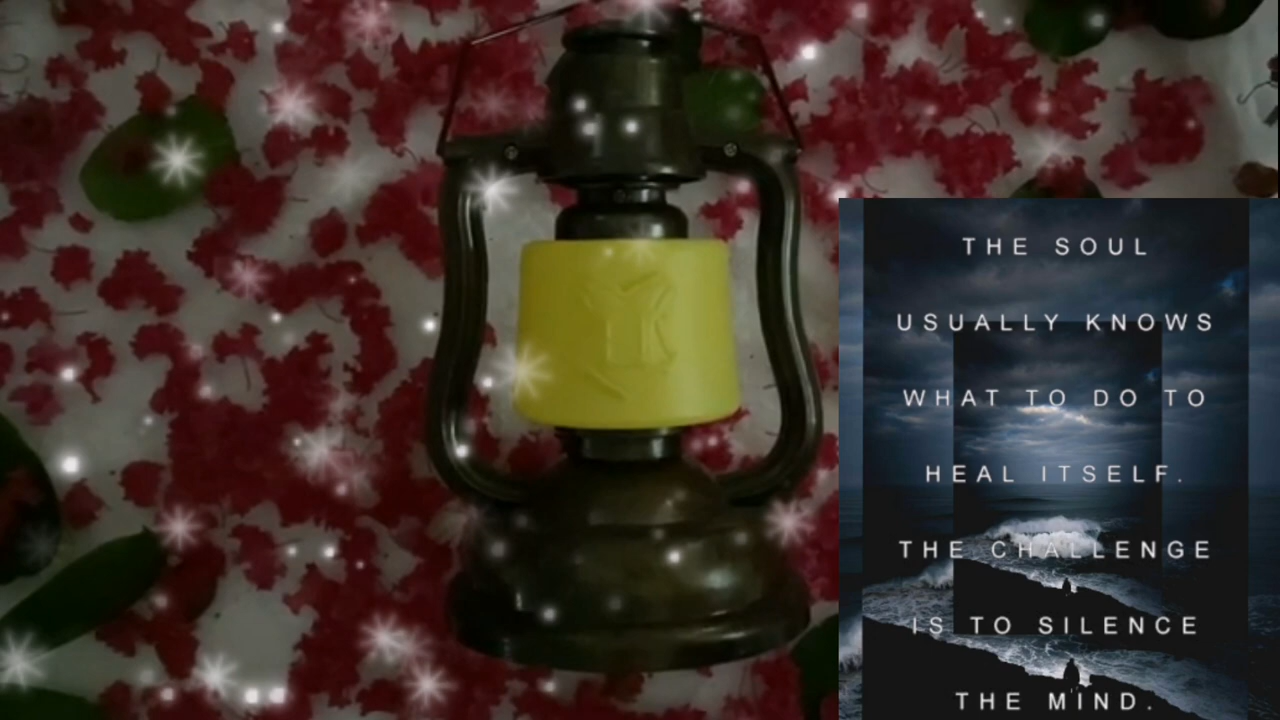 THE SOUL
USUALLY KNOWS
WHAT TO DO TO
HEAL ITSELF.
THE CHALLENGE
IS TO SILENCE
THE MIND.